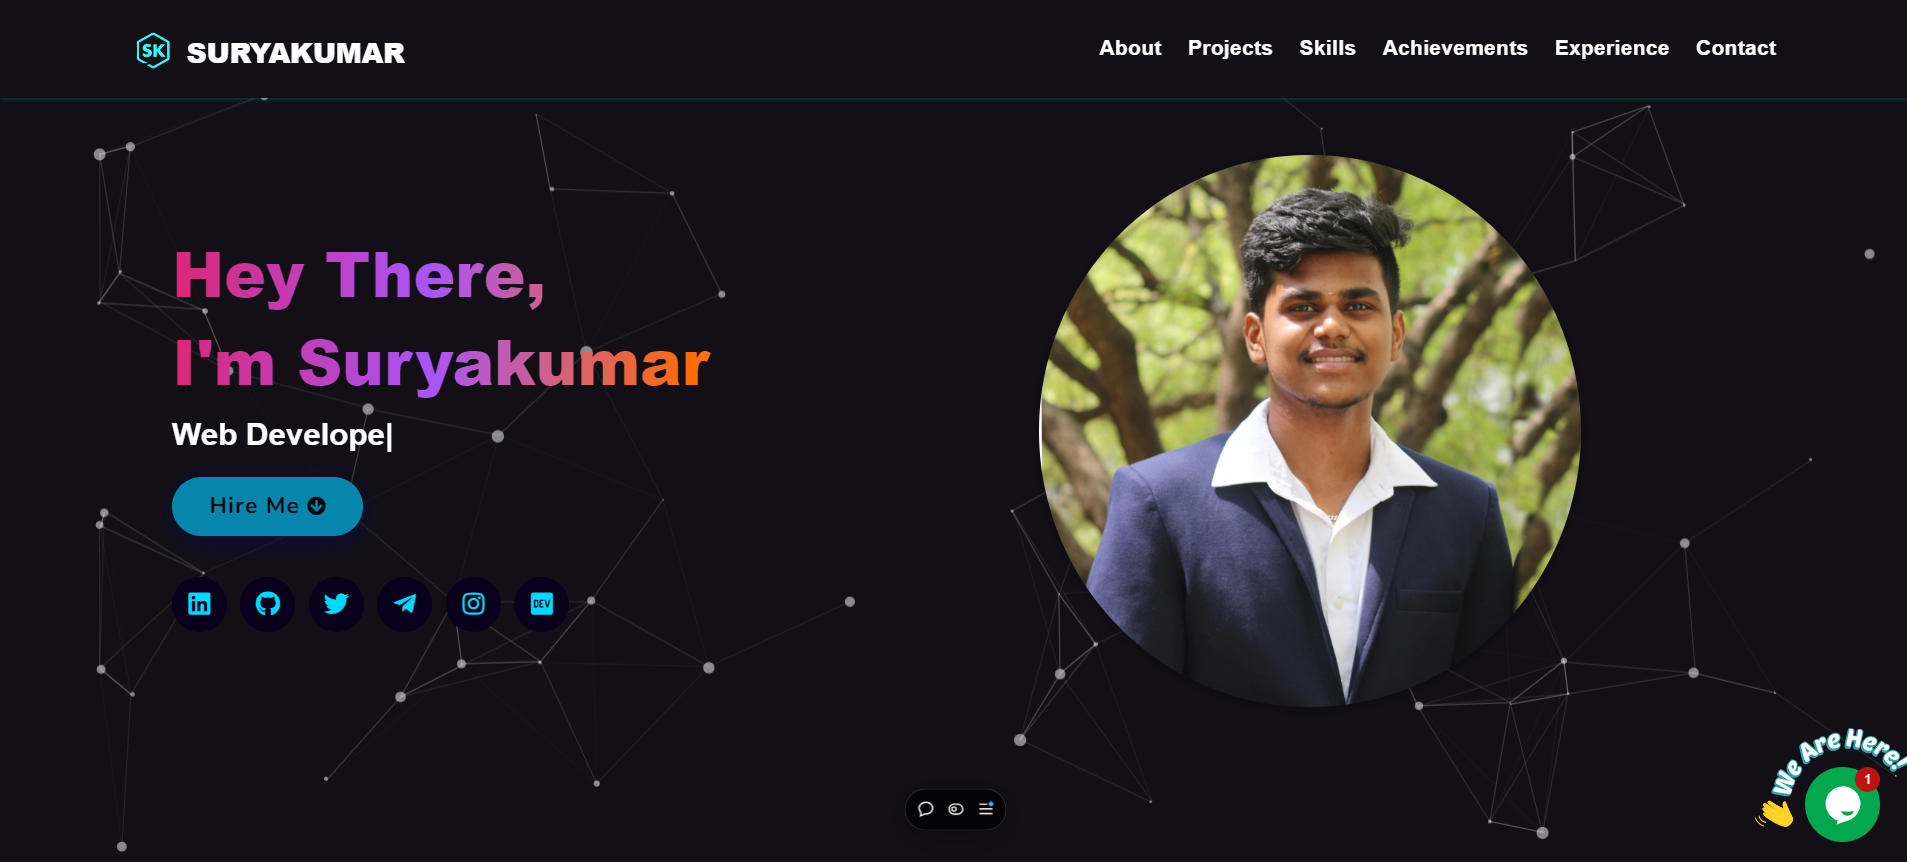 SK SURYAKUMAR
About Projects Skills Achievements Experience Contact
Hey There,
I'm Suryakumar
Web Develope|
Hire Me
in DEV
We Are Here!
1